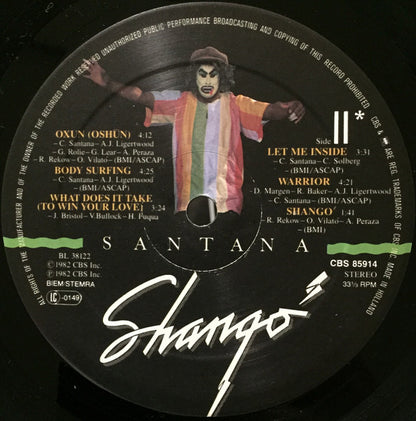 ALL RIGHTS OF THE MANUFACTURER AND OF THE OWNER OF THE RECORDED WORK RESERVED UNAUTHORIZED PUBLIC PERFORMANCE BROADCASTING AND COPYING OF THIS RECORD PROHIBITED
CBS & ARE REG. TRADEMARKS OF CBS INC. MADE IN HOLLAND
OXUN (OSHUN) 4:12
– C. Santana – A.J. Ligertwood
– G. Rolie – G. Lear – A. Peraza
– R. Rekow – O. Vilató – (BMI/ASCAP)
BODY SURFING 4:25
– C. Santana – A.J. Ligertwood
(BMI/ASCAP)
WHAT DOES IT TAKE
(TO WIN YOUR LOVE) 3:24
– J. Bristol – V.Bullock – H. Fuqua
Side II*
LET ME INSIDE 3:31
– C. Santana – C. Solberg
– (BMI/ASCAP)
WARRIOR 4:21
– D. Margen – R. Baker – A.J. Ligertwood
– C. Santana – (BMI/ASCAP)
SHANGÓ 1:41
– R. Rekow – O. Vilató – A. Peraza
– (BMI)
SANTANA
BL 38122
© 1982 CBS Inc.
℗ 1982 CBS Inc.
BIEM-STEMRA
LC -0149
CBS 85914
STEREO
33⅓ RPM
Shangó